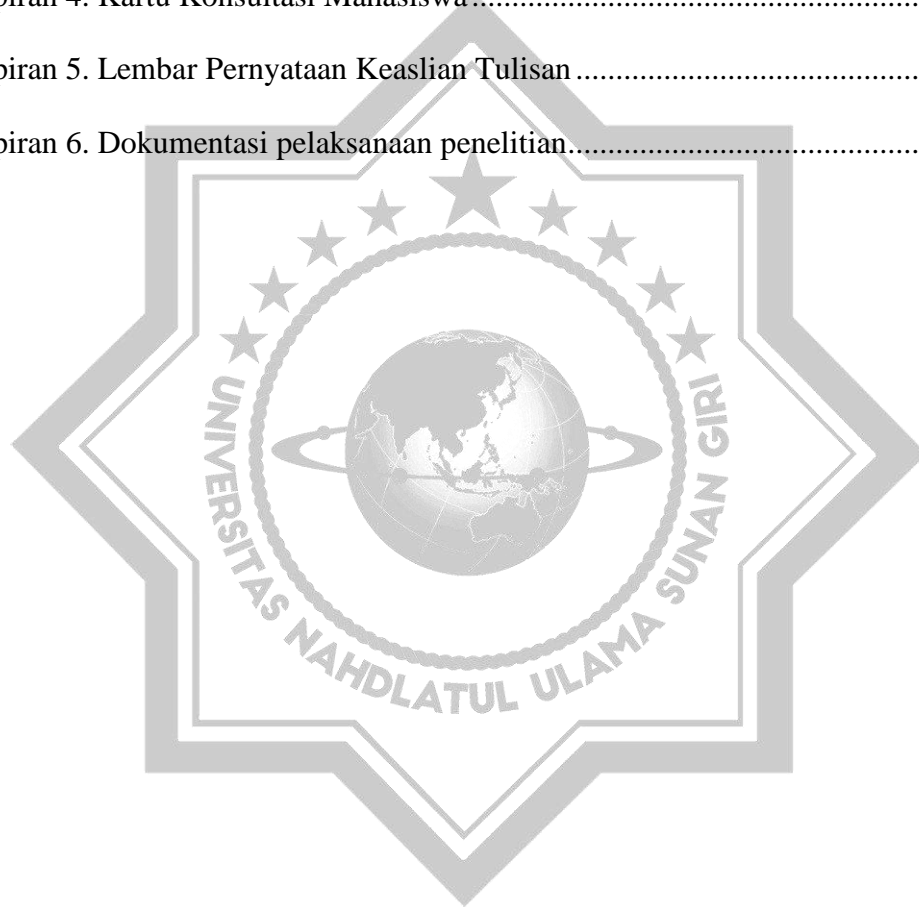 piran 4. Kartu Konsultasi Mahasiswa
piran 5. Lembar Pernyataan Keaslian Tulisan
piran 6. Dokumentasi pelaksanaan penelitian
UNIVERSITAS NAHDLATUL ULAMA SUNAN GIRI